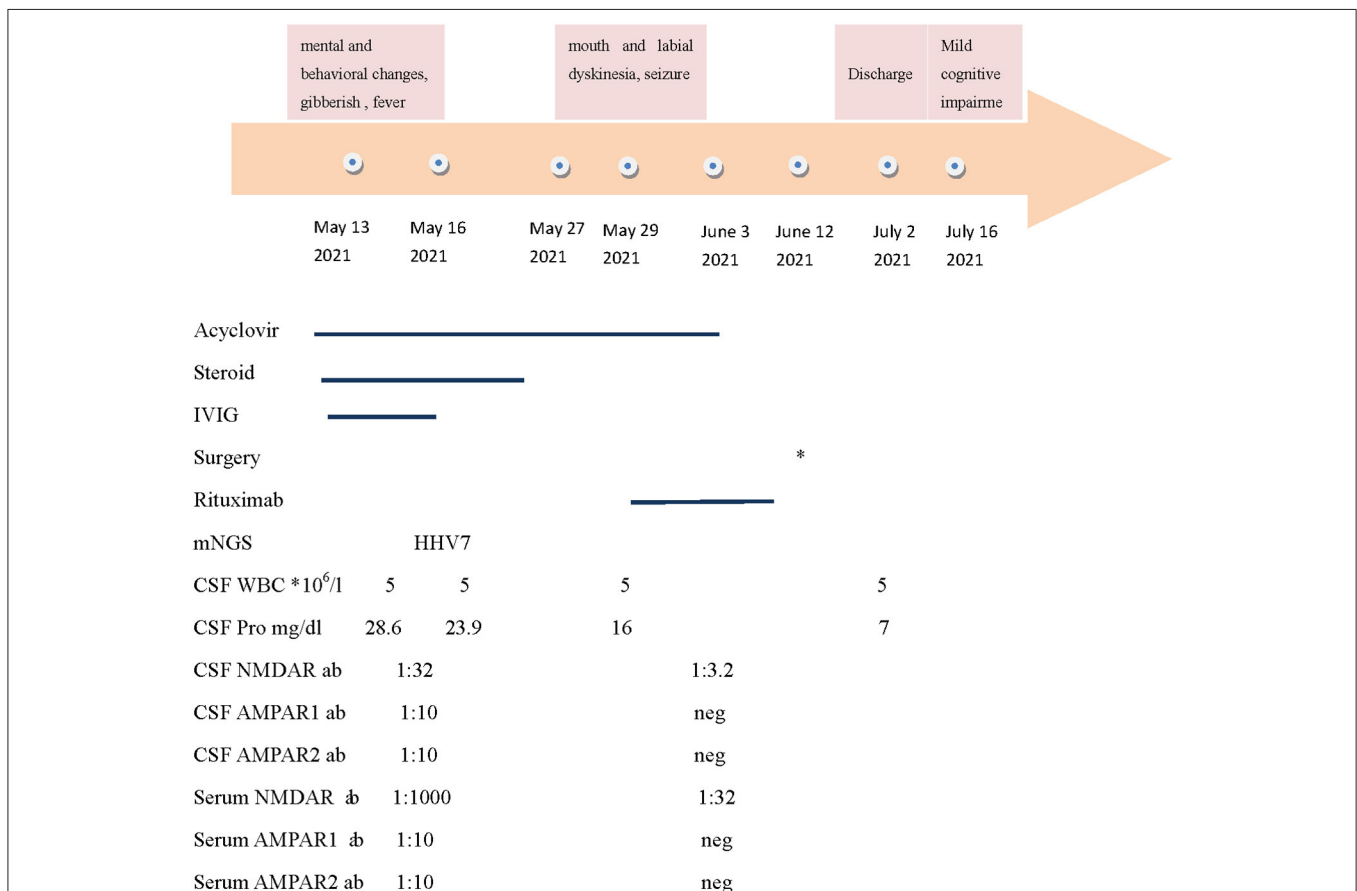 mental and
behavioral changes,
gibberish , fever
mouth and labial
dyskinesia, seizure
Discharge
Mild
cognitive
impairme
May 13
2021
May 16
2021
May 27
2021
May 29
2021
June 3
2021
June 12
2021
July 2
2021
July 16
2021
Acyclovir
Steroid
IVIG
Surgery *
Rituximab
mNGS HHV7
CSF WBC *10⁶/l 5 5 5 5
CSF Pro mg/dl 28.6 23.9 16 7
CSF NMDAR ab 1:32 1:3.2
CSF AMPAR1 ab 1:10 neg
CSF AMPAR2 ab 1:10 neg
Serum NMDAR ab 1:1000 1:32
Serum AMPAR1 ab 1:10 neg
Serum AMPAR2 ab 1:10 neg